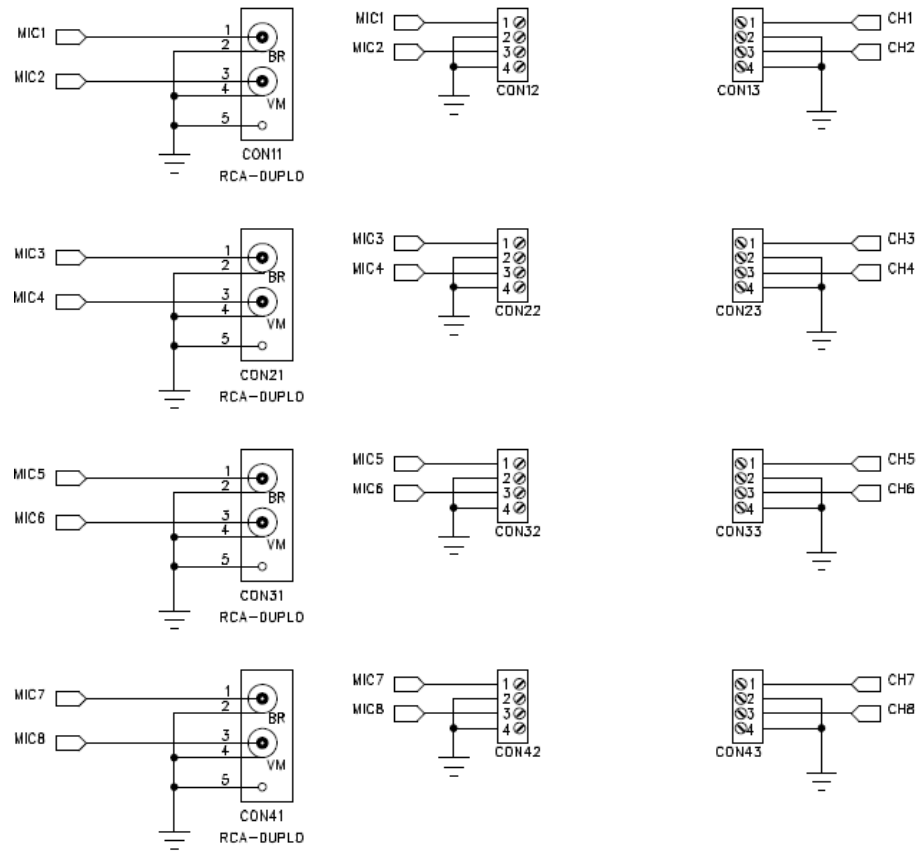 MIC1
1
2
BR
MIC2
3
4
VM
5
CON11
RCA-DUPLO
MIC1
1
2
MIC2
3
4
CON12
1
CH1
2
3
CH2
4
CON13
MIC3
1
2
BR
MIC4
3
4
VM
5
CON21
RCA-DUPLO
MIC3
1
2
MIC4
3
4
CON22
1
CH3
2
3
CH4
4
CON23
MIC5
1
2
BR
MIC6
3
4
VM
5
CON31
RCA-DUPLO
MIC5
1
2
MIC6
3
4
CON32
1
CH5
2
3
CH6
4
CON33
MIC7
1
2
BR
MIC8
3
4
VM
5
CON41
RCA-DUPLO
MIC7
1
2
MIC8
3
4
CON42
1
CH7
2
3
CH8
4
CON43